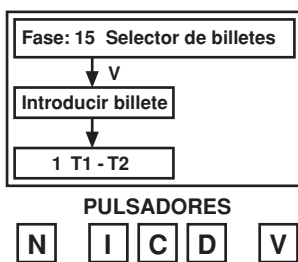 Fase: 15 Selector de billetes
V
Introducir billete
1 T1 - T2
PULSADORES
N I C D V